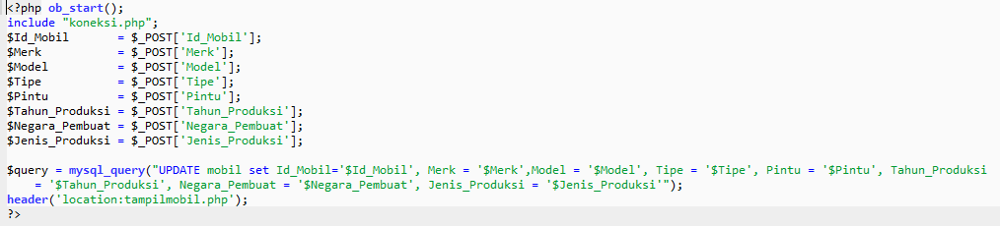 <?php ob_start();
include "koneksi.php";
$Id_Mobil       = $_POST['Id_Mobil'];
$Merk           = $_POST['Merk'];
$Model          = $_POST['Model'];
$Tipe           = $_POST['Tipe'];
$Pintu          = $_POST['Pintu'];
$Tahun_Produksi = $_POST['Tahun_Produksi'];
$Negara_Pembuat = $_POST['Negara_Pembuat'];
$Jenis_Produksi = $_POST['Jenis_Produksi'];

$query = mysql_query("UPDATE mobil set Id_Mobil='$Id_Mobil', Merk = '$Merk',Model = '$Model', Tipe = '$Tipe', Pintu = '$Pintu', Tahun_Produksi
    = '$Tahun_Produksi', Negara_Pembuat = '$Negara_Pembuat', Jenis_Produksi = '$Jenis_Produksi'");
header('location:tampilmobil.php');
?>